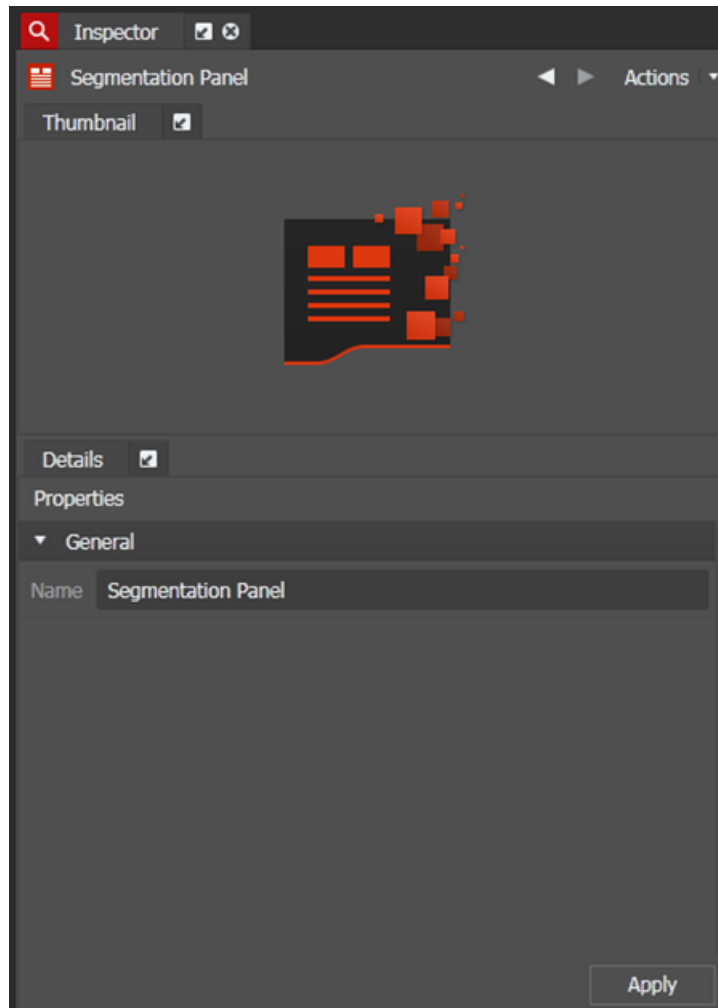 Inspector
Segmentation Panel
Actions
Thumbnail
Details
Properties
General
Name Segmentation Panel
Apply